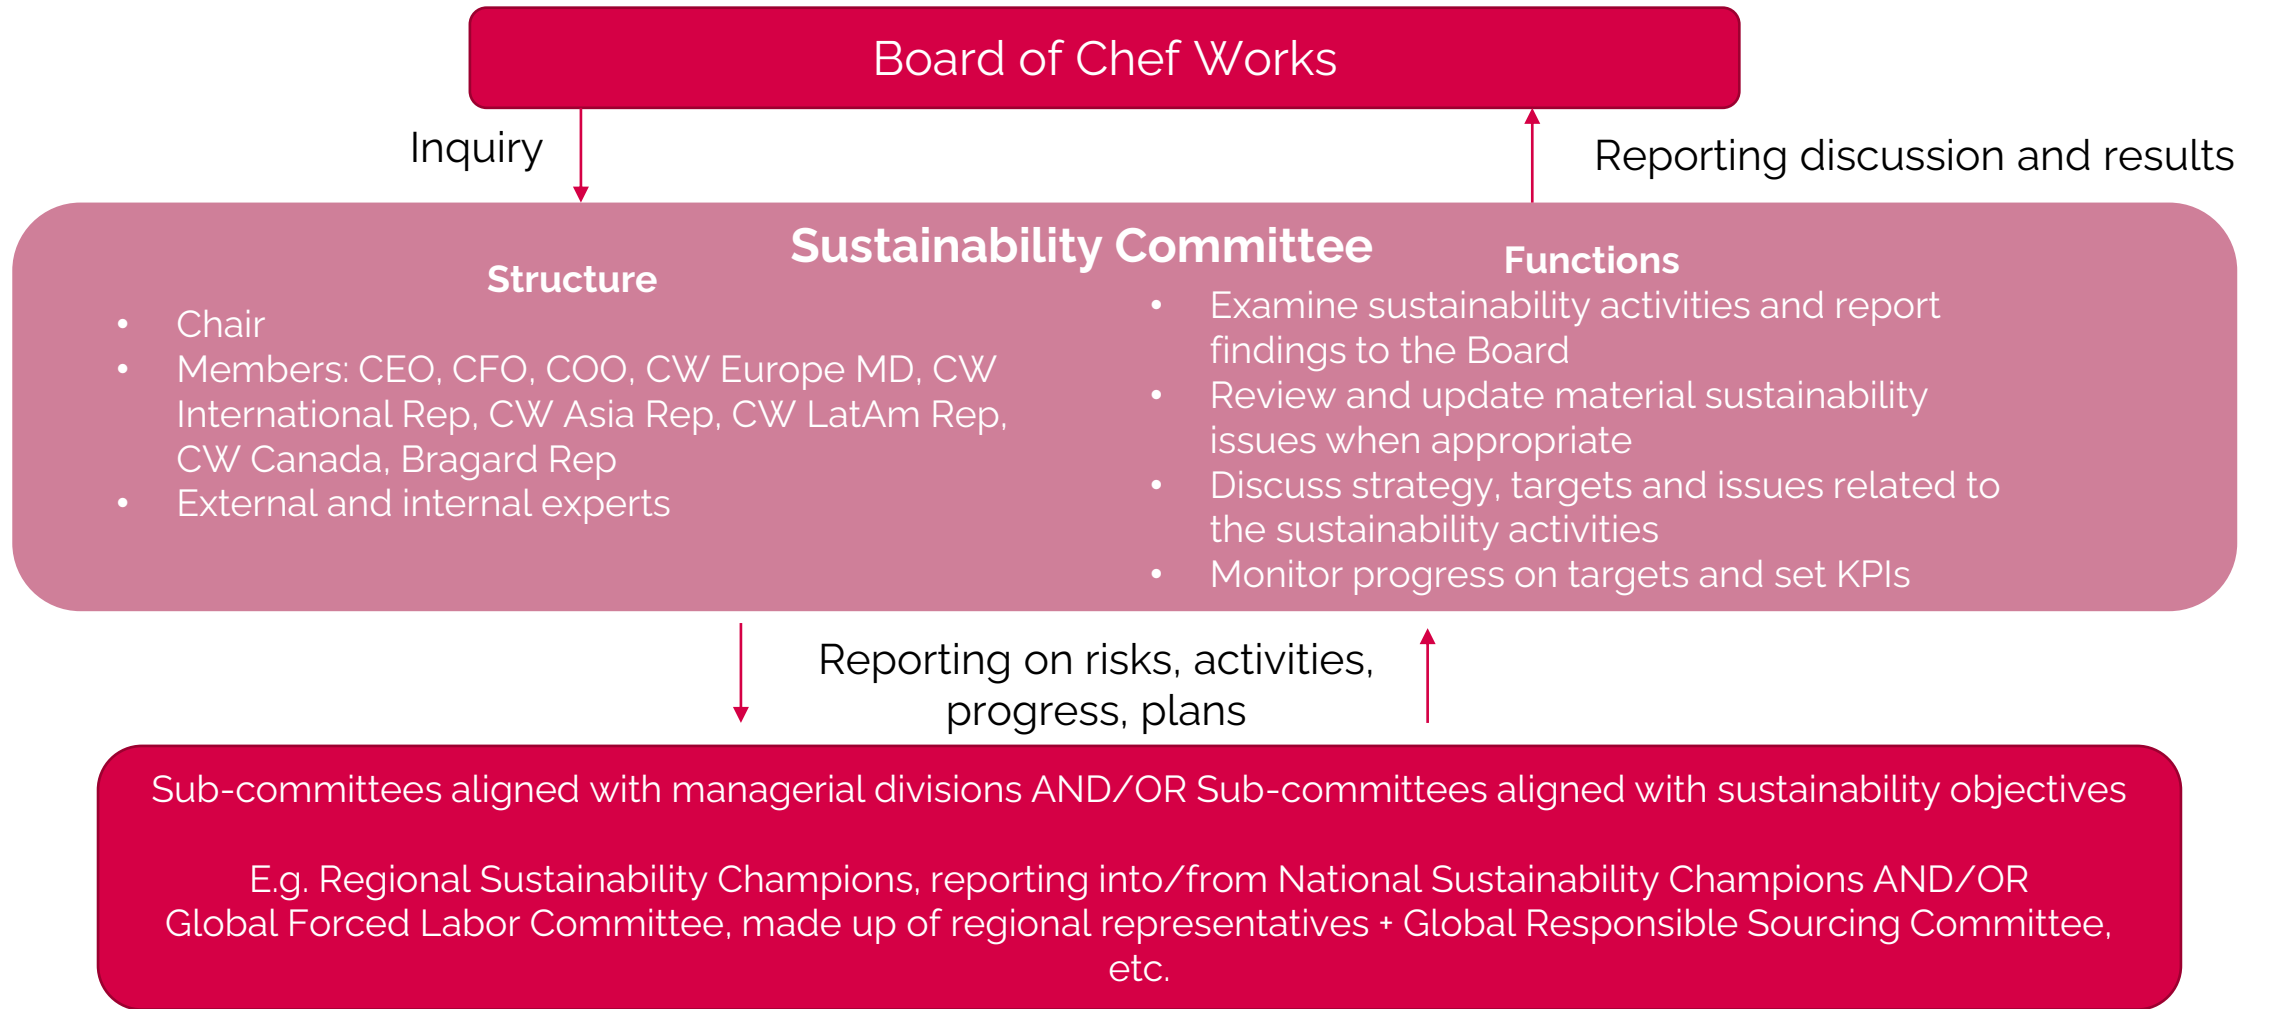 Board of Chef Works
Inquiry
Reporting discussion and results
Sustainability Committee
Structure
• Chair
• Members: CEO, CFO, COO, CW Europe MD, CW
International Rep, CW Asia Rep, CW LatAm Rep,
CW Canada, Bragard Rep
• External and internal experts
Functions
• Examine sustainability activities and report
findings to the Board
• Review and update material sustainability
issues when appropriate
• Discuss strategy, targets and issues related to
the sustainability activities
• Monitor progress on targets and set KPIs
Reporting on risks, activities,
progress, plans
Sub-committees aligned with managerial divisions AND/OR Sub-committees aligned with sustainability objectives
E.g. Regional Sustainability Champions, reporting into/from National Sustainability Champions AND/OR
Global Forced Labor Committee, made up of regional representatives + Global Responsible Sourcing Committee,
etc.